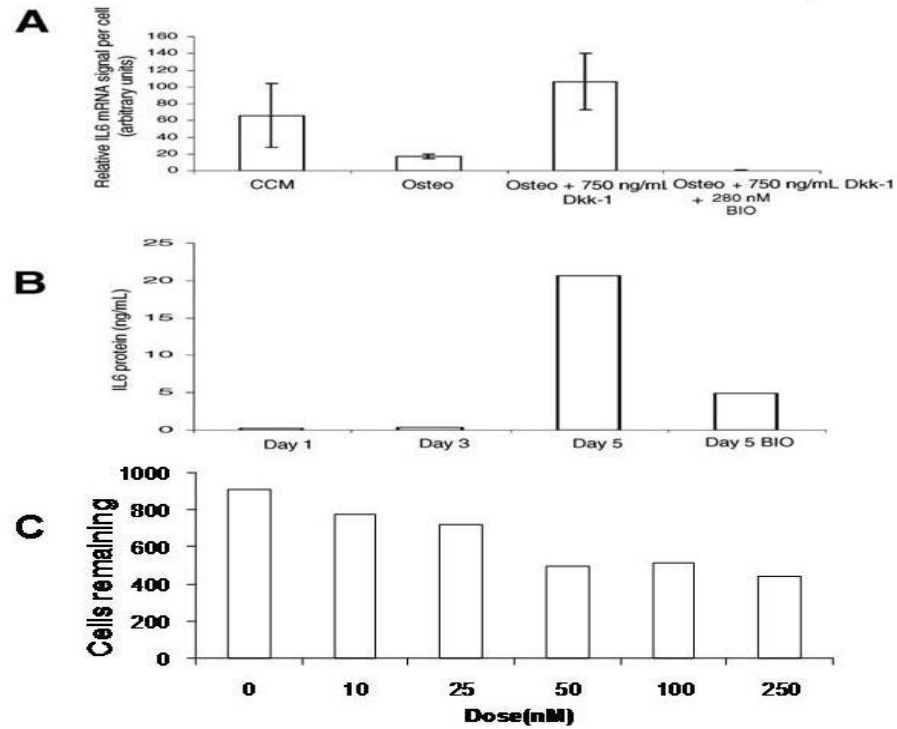 A
Relative IL6 mRNA signal per cell
(arbitrary units)
160
140
120
100
80
60
40
20
0
CCM
Osteo
Osteo + 750 ng/mL
Dkk-1
Osteo + 750 ng/mL Dkk-1
+ 280 nM
BIO
B
IL6 protein (ng/mL)
25
20
15
10
5
0
Day 1
Day 3
Day 5
Day 5 BIO
C
Cells remaining
1000
800
600
400
200
0
0
10
25
50
100
250
Dose(nM)